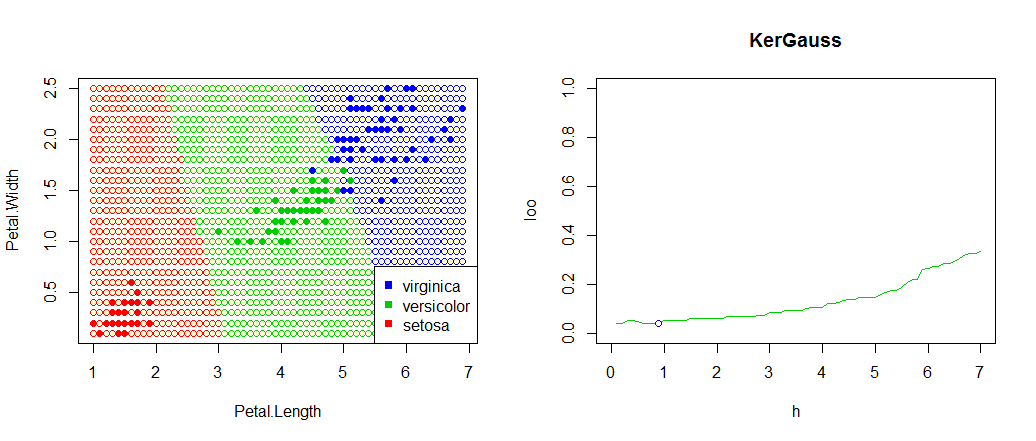 KerGauss
2.5
2.0
1.5
1.0
0.5
Petal.Width
virginica
versicolor
setosa
1 2 3 4 5 6 7
Petal.Length
1.0
0.8
0.6
0.4
0.2
0.0
loo
0 1 2 3 4 5 6 7
h